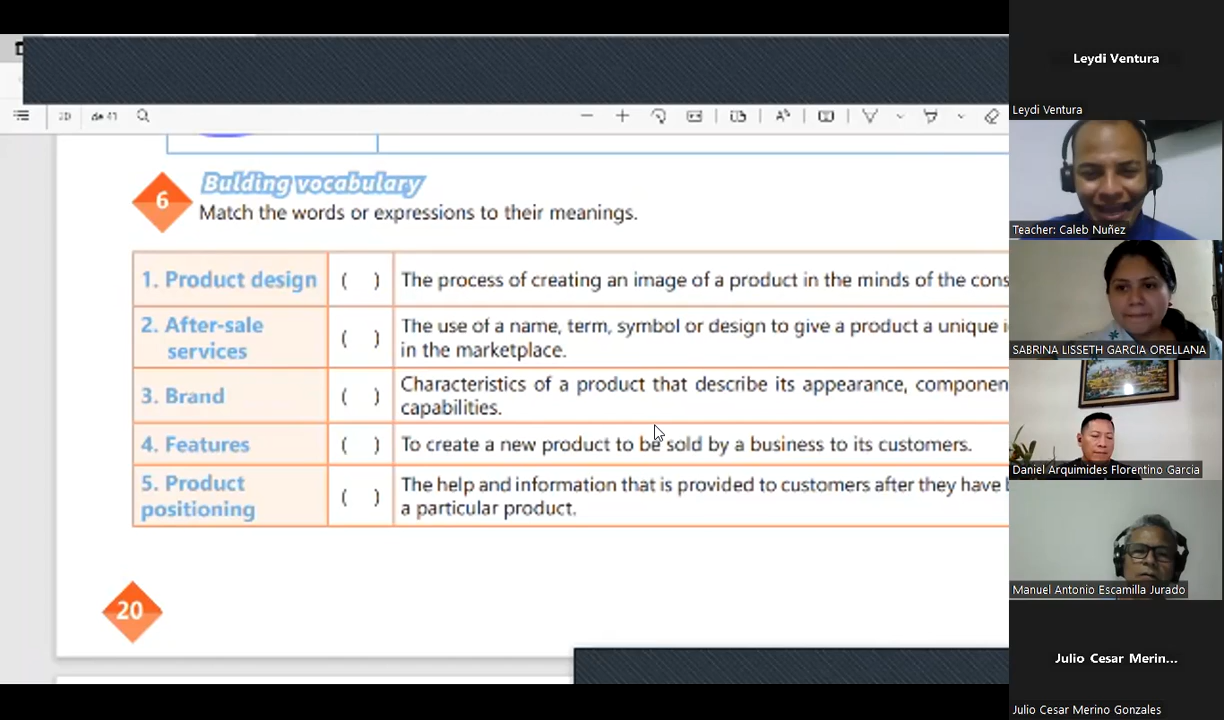 Leydi Ventura
Leydi Ventura
de 41
6
Bulding vocabulary
Match the words or expressions to their meanings.
1. Product design ( ) The process of creating an image of a product in the minds of the cons
2. After-sale services ( ) The use of a name, term, symbol or design to give a product a unique i
in the marketplace.
3. Brand ( ) Characteristics of a product that describe its appearance, componen
capabilities.
4. Features ( ) To create a new product to be sold by a business to its customers.
5. Product positioning ( ) The help and information that is provided to customers after they have b
a particular product.
20
Teacher: Caleb Nuñez
SABRINA LISSETH GARCIA ORELLANA
Daniel Arquimides Florentino Garcia
Manuel Antonio Escamilla Jurado
Julio Cesar Merin...
Julio Cesar Merino Gonzales